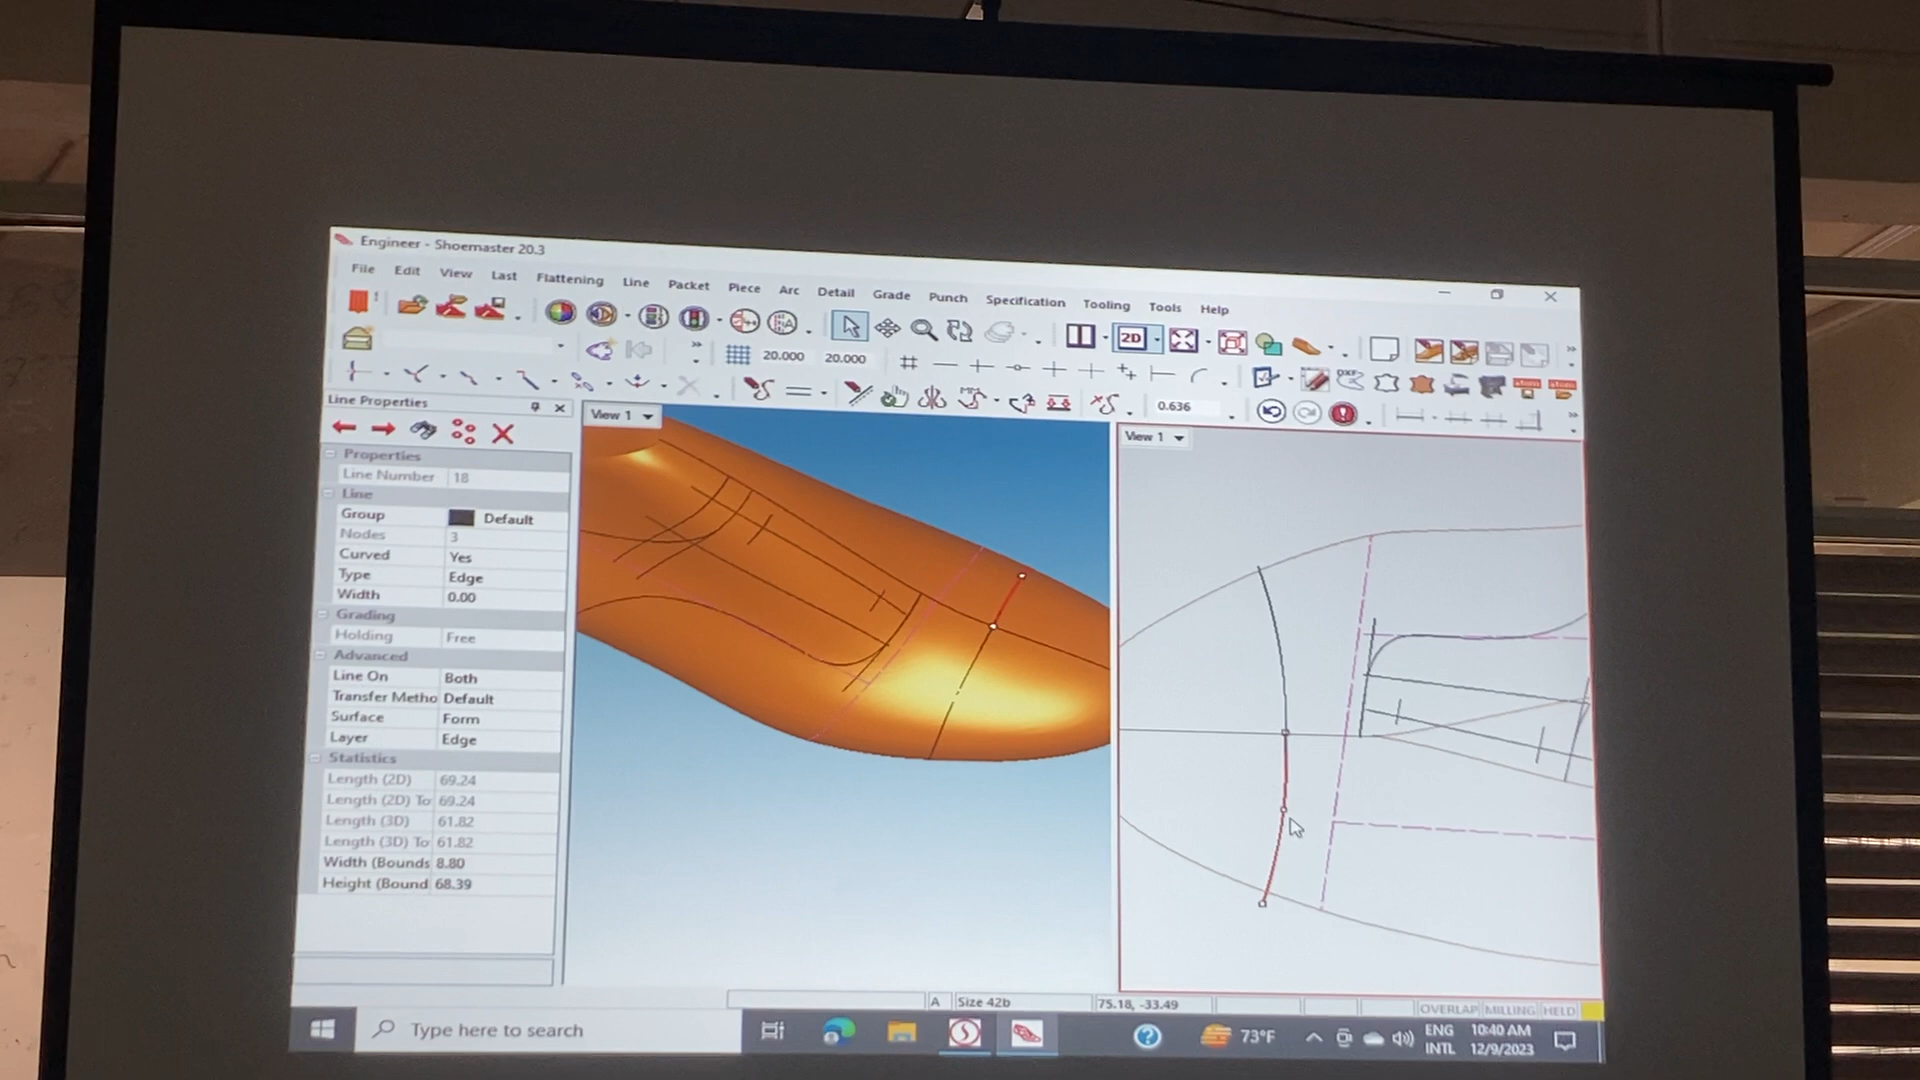 Engineer - Shoemaster 20.3
File Edit View Last Flattening Line Packet Piece Arc Detail Grade Punch Specification Tooling Tools Help
2D
20.000 20.000
DXF
0.636
Line Properties
View 1
View 1
Properties
Line Number 18
Line
Group Default
Nodes 3
Curved Yes
Type Edge
Width 0.00
Grading
Holding Free
Advanced
Line On Both
Transfer Metho Default
Surface Form
Layer Edge
Statistics
Length (2D) 69.24
Length (2D) To 69.24
Length (3D) 61.82
Length (3D) To 61.82
Width (Bounds 8.80
Height (Bound 68.39
A Size 42b 75.18, -33.49 OVERLAP MILLING HELD
Type here to search
73°F
ENG
INTL
10:40 AM
12/9/2023